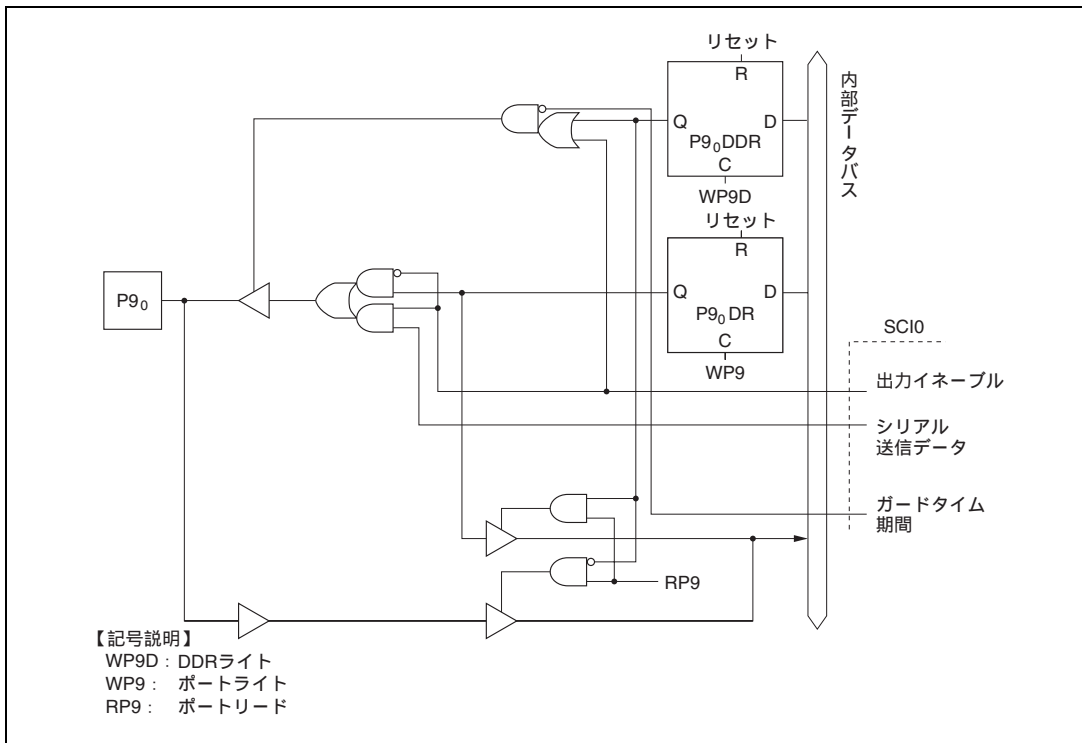 リセット
R
Q
D
P9₀DDR
C
WP9D
リセット
R
Q
D
P9₀DR
C
WP9
内部データバス
P9₀
SCI0
出力イネーブル
シリアル
送信データ
ガードタイム
期間
RP9
【記号説明】
WP9D : DDRライト
WP9 : ポートライト
RP9 : ポートリード